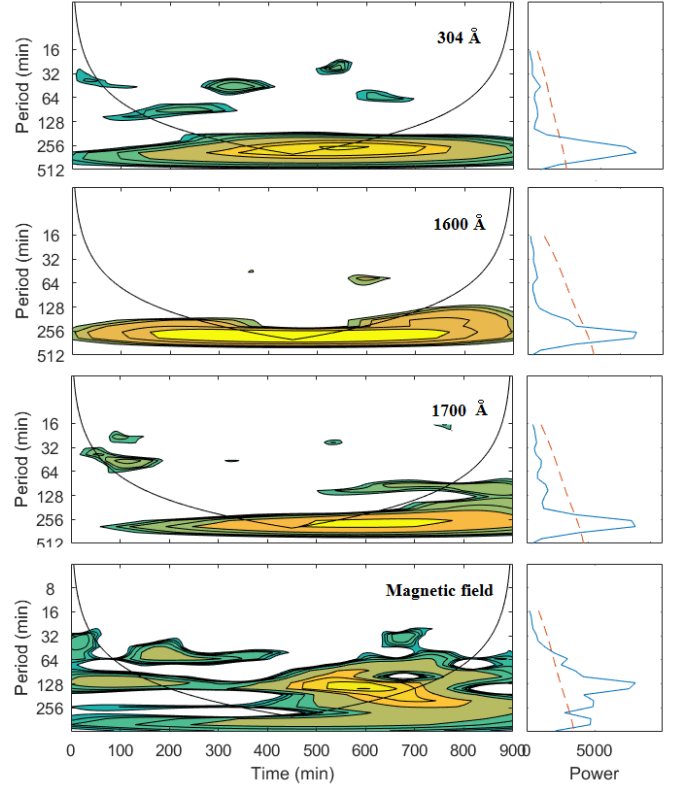 304 Å
Period (min)
16
32
64
128
256
512
1600 Å
Period (min)
16
32
64
128
256
512
1700 Å
Period (min)
16
32
64
128
256
512
Magnetic field
Period (min)
8
16
32
64
128
256
0 100 200 300 400 500 600 700 800 900
0 5000
Time (min)
Power